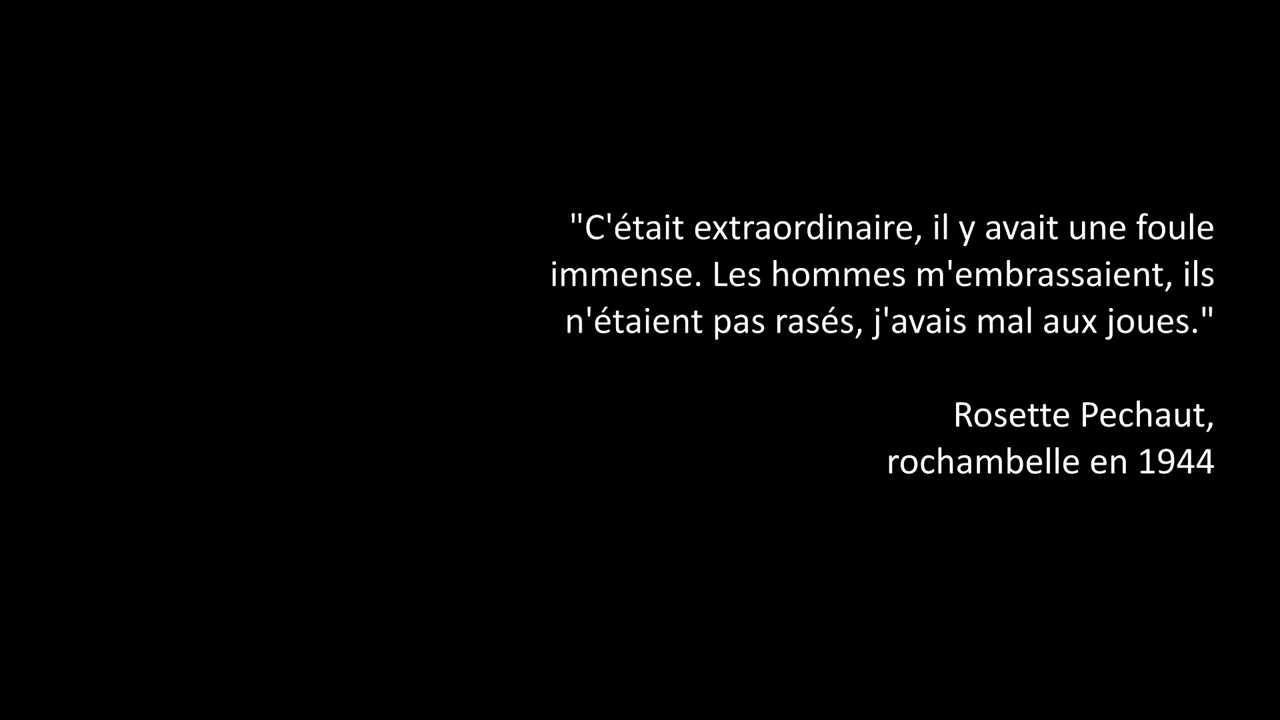 "C'était extraordinaire, il y avait une foule
immense. Les hommes m'embrassaient, ils
n'étaient pas rasés, j'avais mal aux joues."
Rosette Pechaut,
rochambelle en 1944